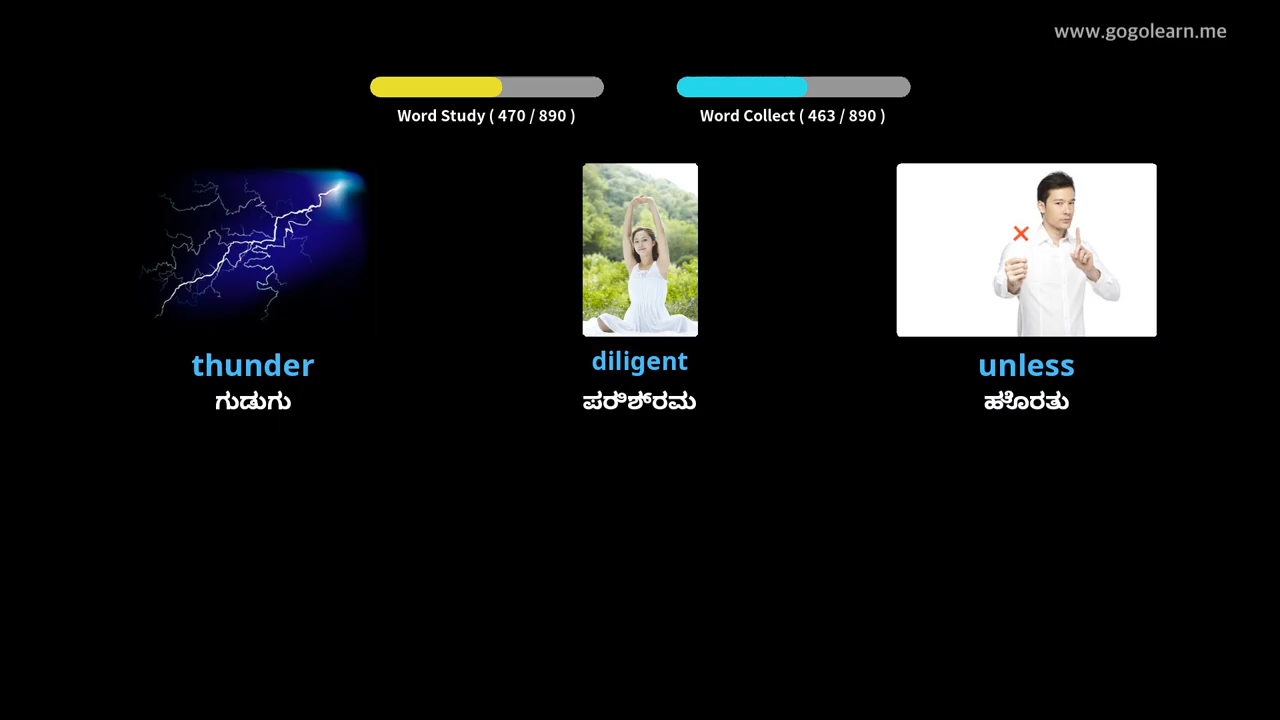 www.gogolearn.me
Word Study ( 470 / 890 )
Word Collect ( 463 / 890 )
thunder
diligent
unless
ಗುಡುಗು
ಪರಿಶ್ರಮ
ಹೊರತು